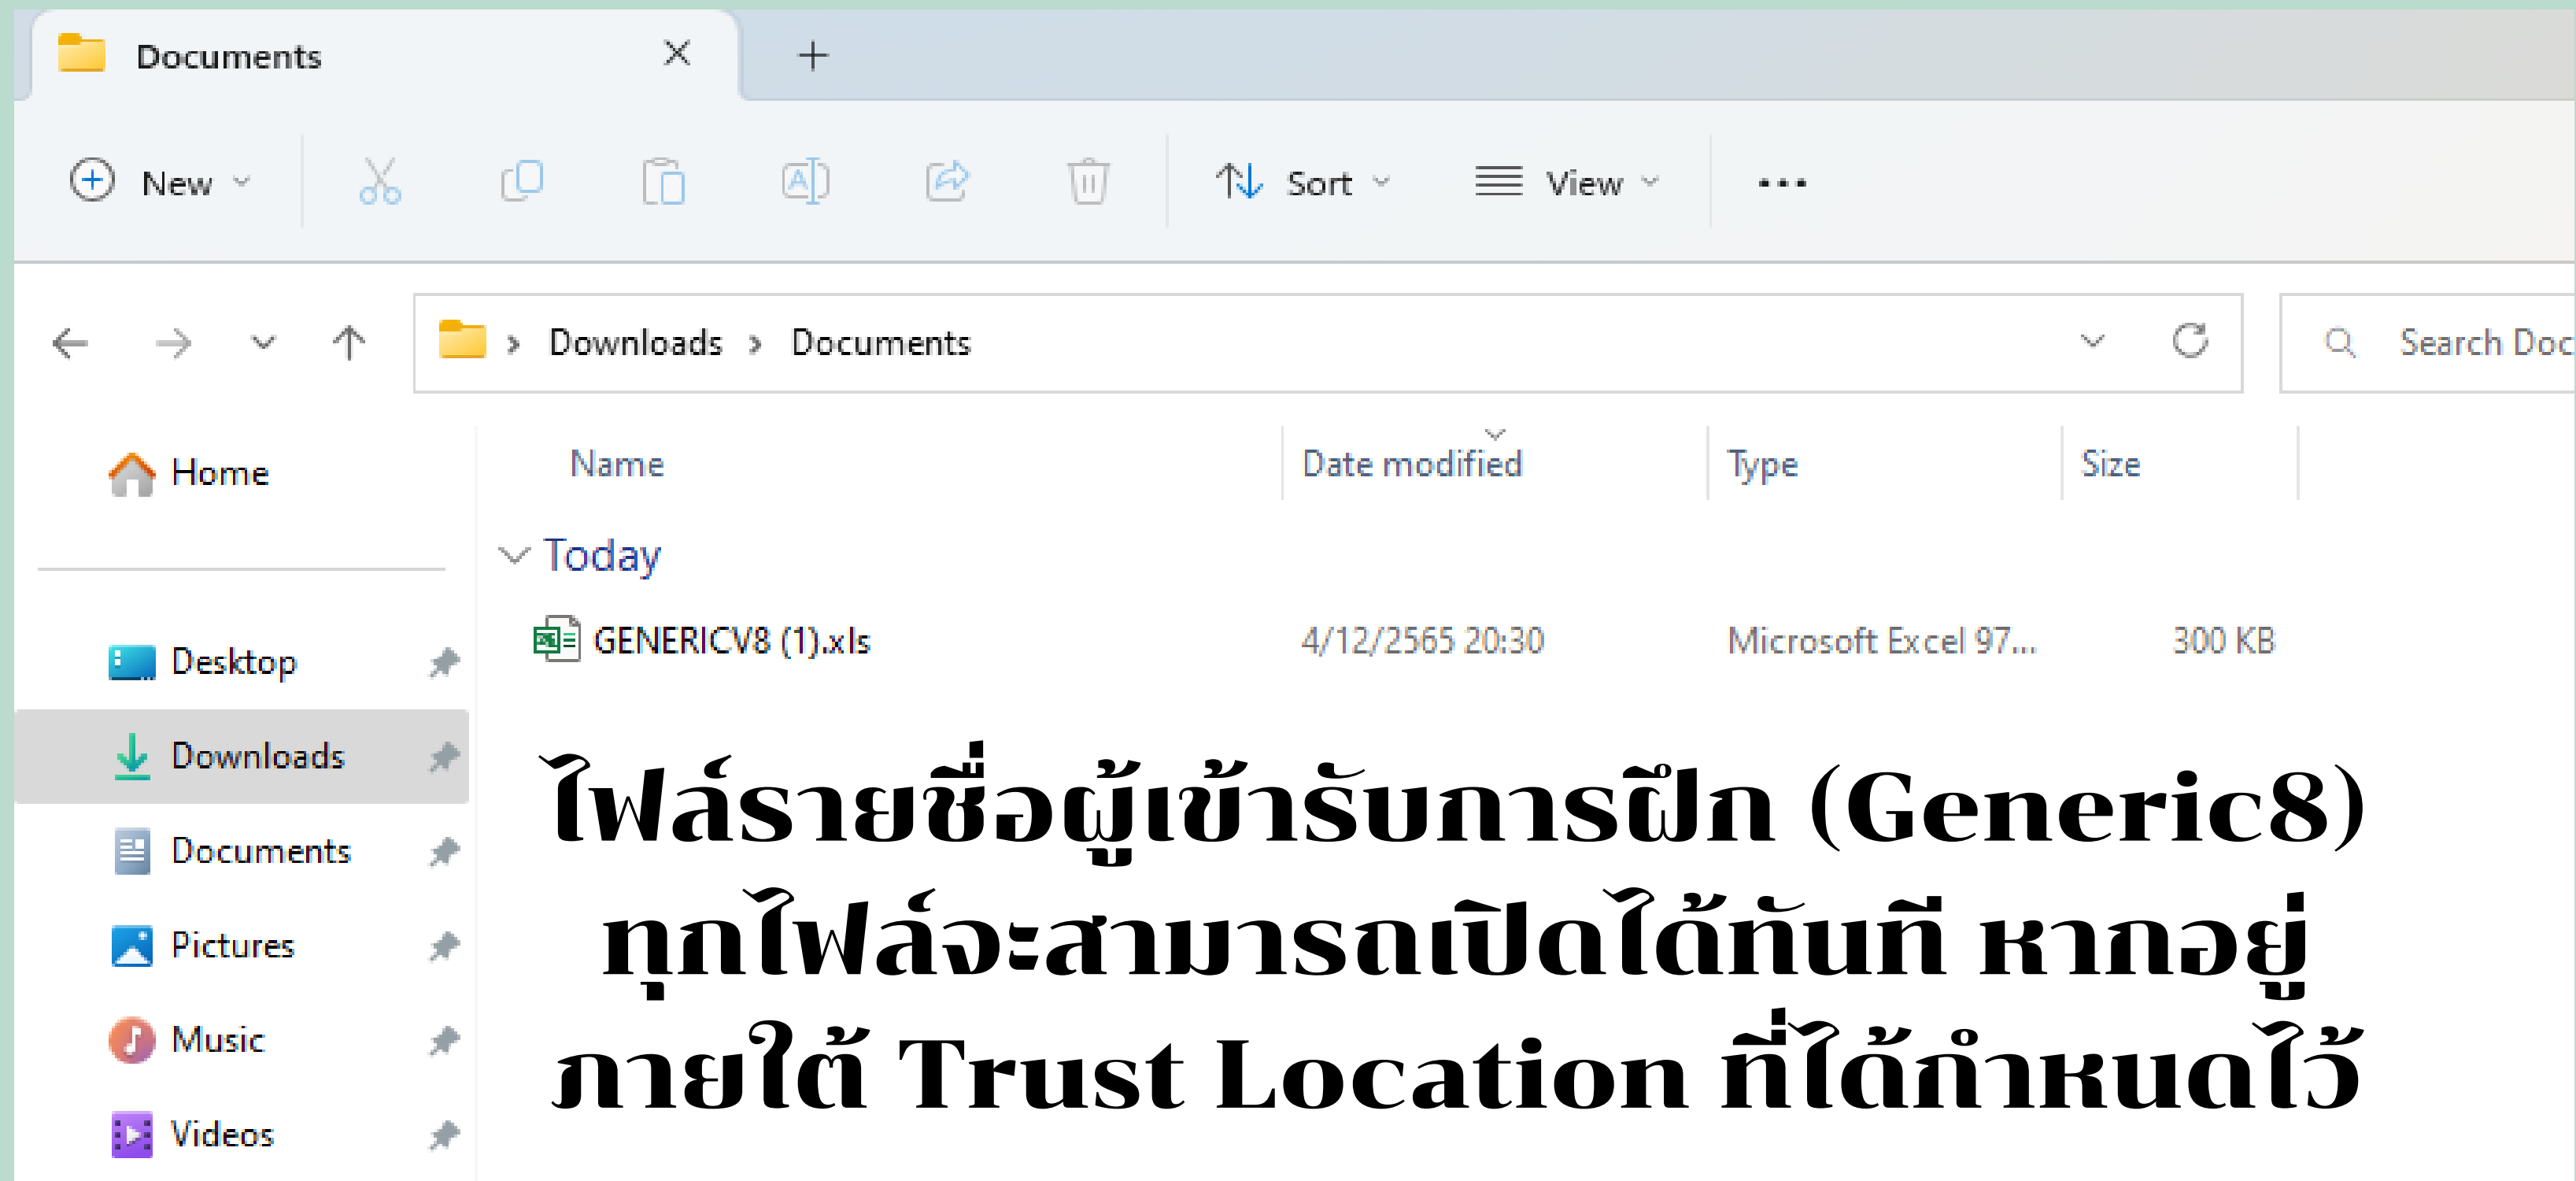 Documents
New
Sort
View
Downloads > Documents
Search Doc
Home
Name
Date modified
Type
Size
Today
GENERICV8 (1).xls
4/12/2565 20:30
Microsoft Excel 97...
300 KB
Desktop
Downloads
Documents
Pictures
Music
Videos
ไฟล์รายชื่อผู้เข้ารับการฝึก (Generic8)
ทุกไฟล์จะสามารถเปิดได้ทันที หากอยู่
ภายใต้ Trust Location ที่ได้กำหนดไว้